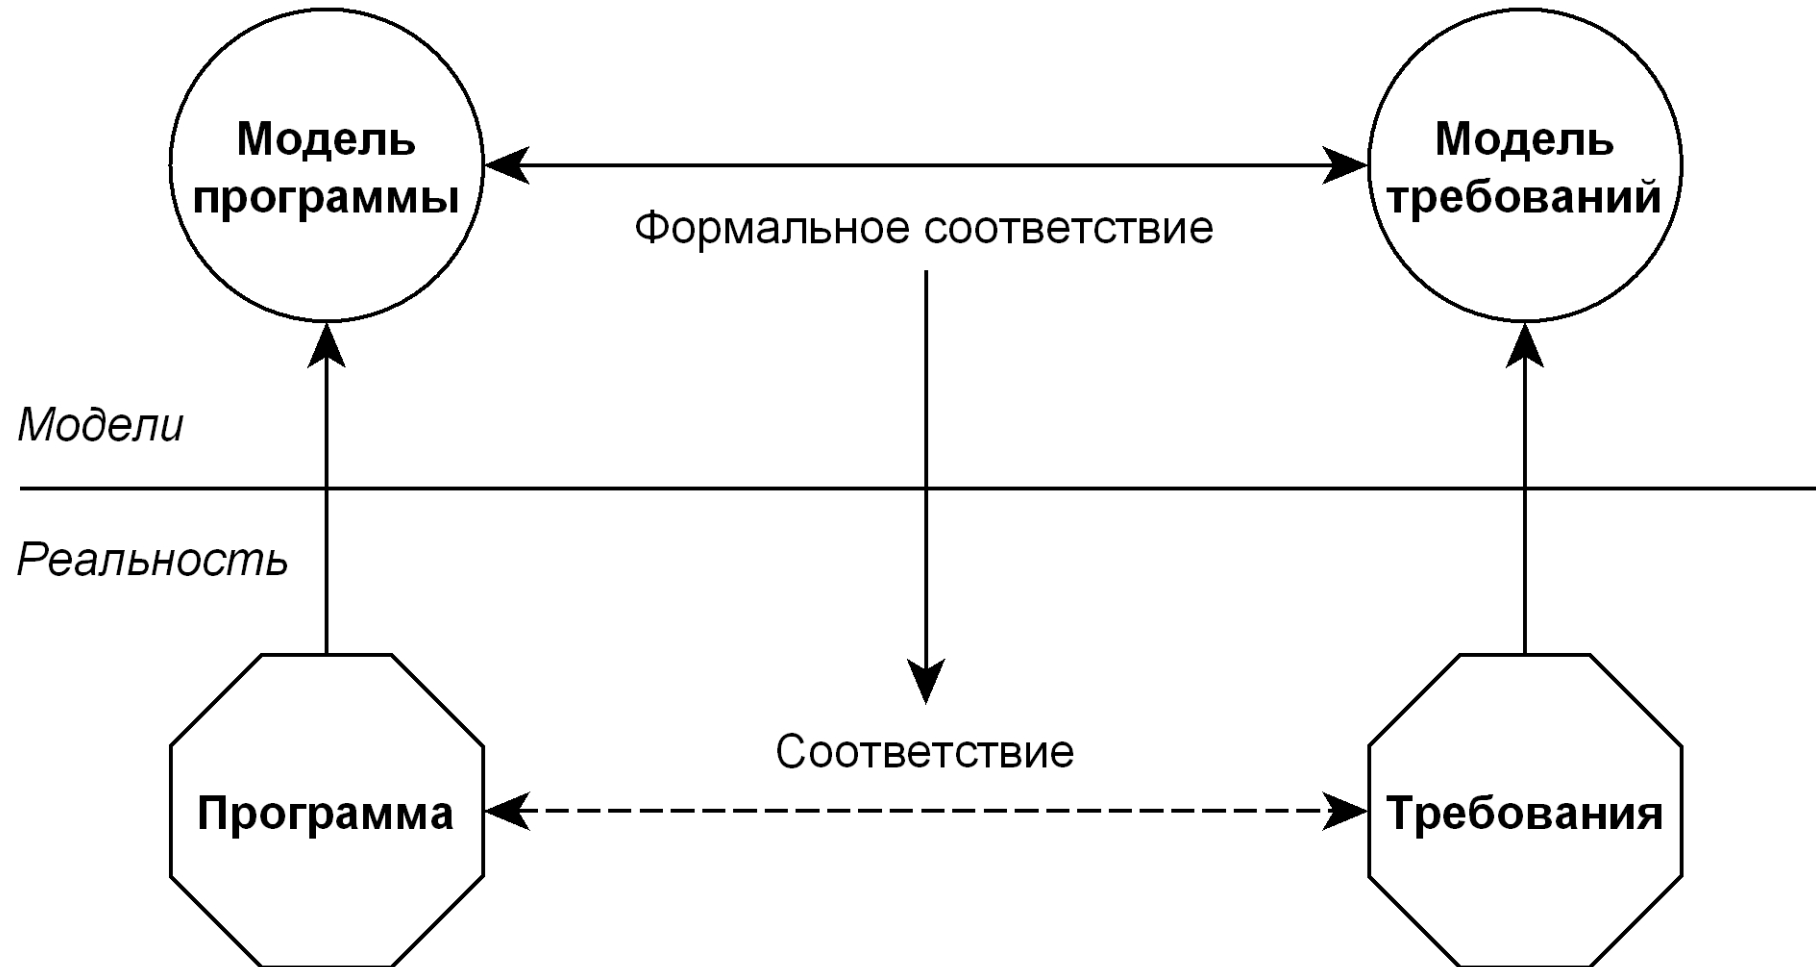 Модель
программы
Модель
требований
Формальное соответствие
Модели
Реальность
Соответствие
Программа
Требования